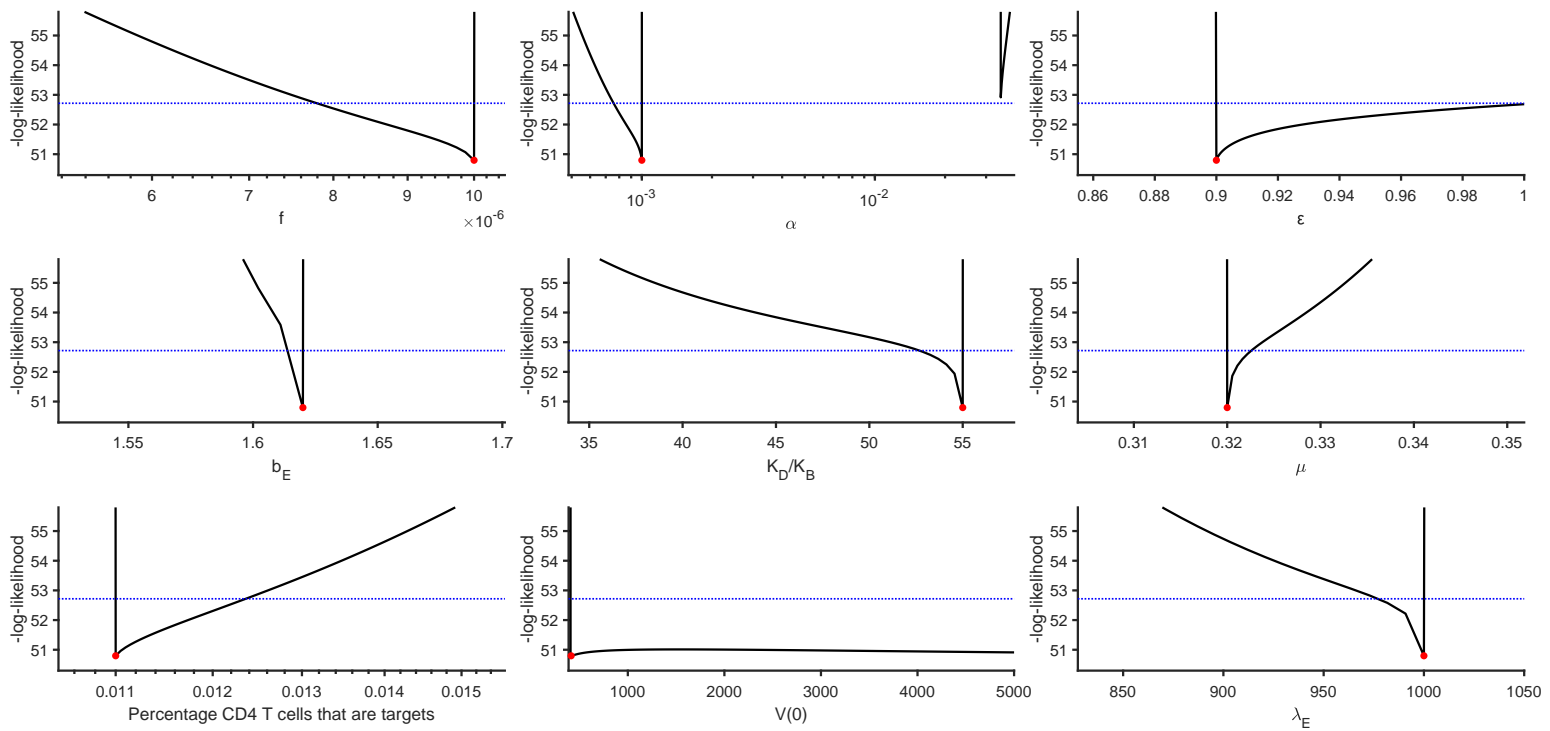 -log-likelihood
55
54
53
52
51
6 7 8 9 10
f
×10-6
-log-likelihood
55
54
53
52
51
10-3 10-2
α
-log-likelihood
55
54
53
52
51
0.86 0.88 0.9 0.92 0.94 0.96 0.98 1
ε
-log-likelihood
55
54
53
52
51
1.55 1.6 1.65 1.7
bE
-log-likelihood
55
54
53
52
51
35 40 45 50 55
KD/KB
-log-likelihood
55
54
53
52
51
0.31 0.32 0.33 0.34 0.35
μ
-log-likelihood
55
54
53
52
51
0.011 0.012 0.013 0.014 0.015
Percentage CD4 T cells that are targets
-log-likelihood
55
54
53
52
51
1000 2000 3000 4000 5000
V(0)
-log-likelihood
55
54
53
52
51
850 900 950 1000 1050
λE